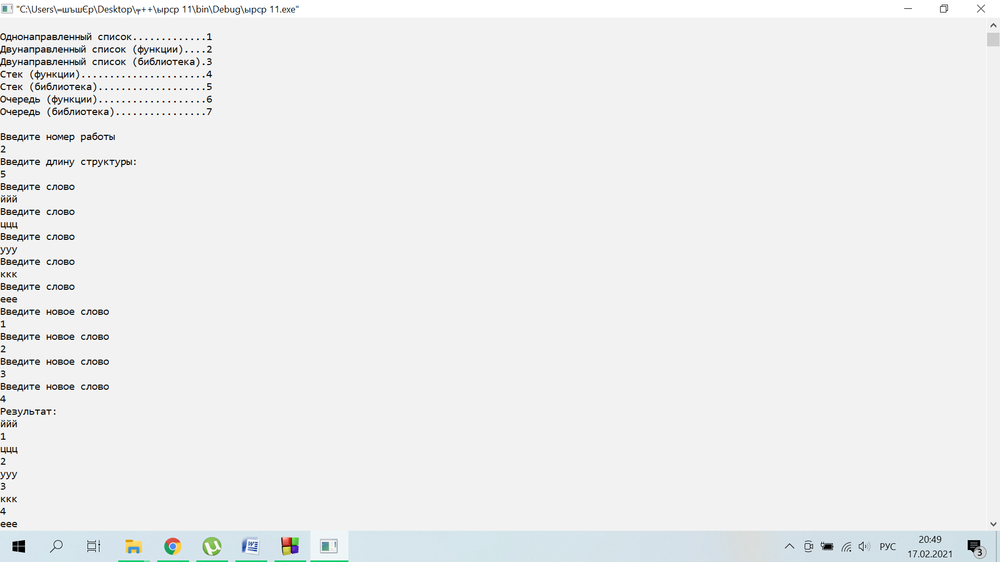 "C:\Users\=шъшЄр\Desktop\╤++\ырср 11\bin\Debug\ырср 11.exe"
Однонаправленный список.............1
Двунаправленный список (функции)....2
Двунаправленный список (библиотека).3
Стек (функции)......................4
Стек (библиотека)...................5
Очередь (функции)...................6
Очередь (библиотека)................7
Введите номер работы
2
Введите длину структуры:
5
Введите слово
ййй
Введите слово
ццц
Введите слово
ууу
Введите слово
ккк
Введите слово
еее
Введите новое слово
1
Введите новое слово
2
Введите новое слово
3
Введите новое слово
4
Результат:
ййй
1
ццц
2
ууу
3
ккк
4
еее
РУС
20:49
17.02.2021
3